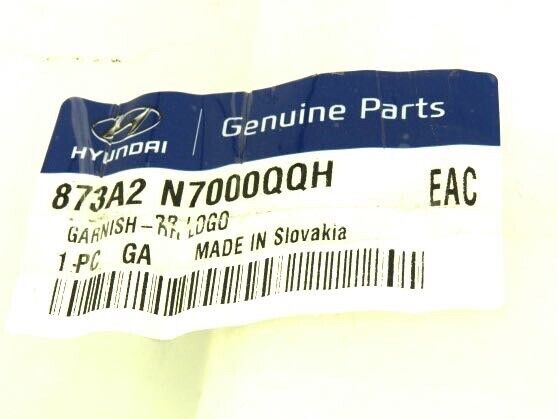 HYUNDAI
Genuine Parts
873A2 N7000QQH
EAC
GARNISH-RR LOGO
1 PC GA MADE IN Slovakia